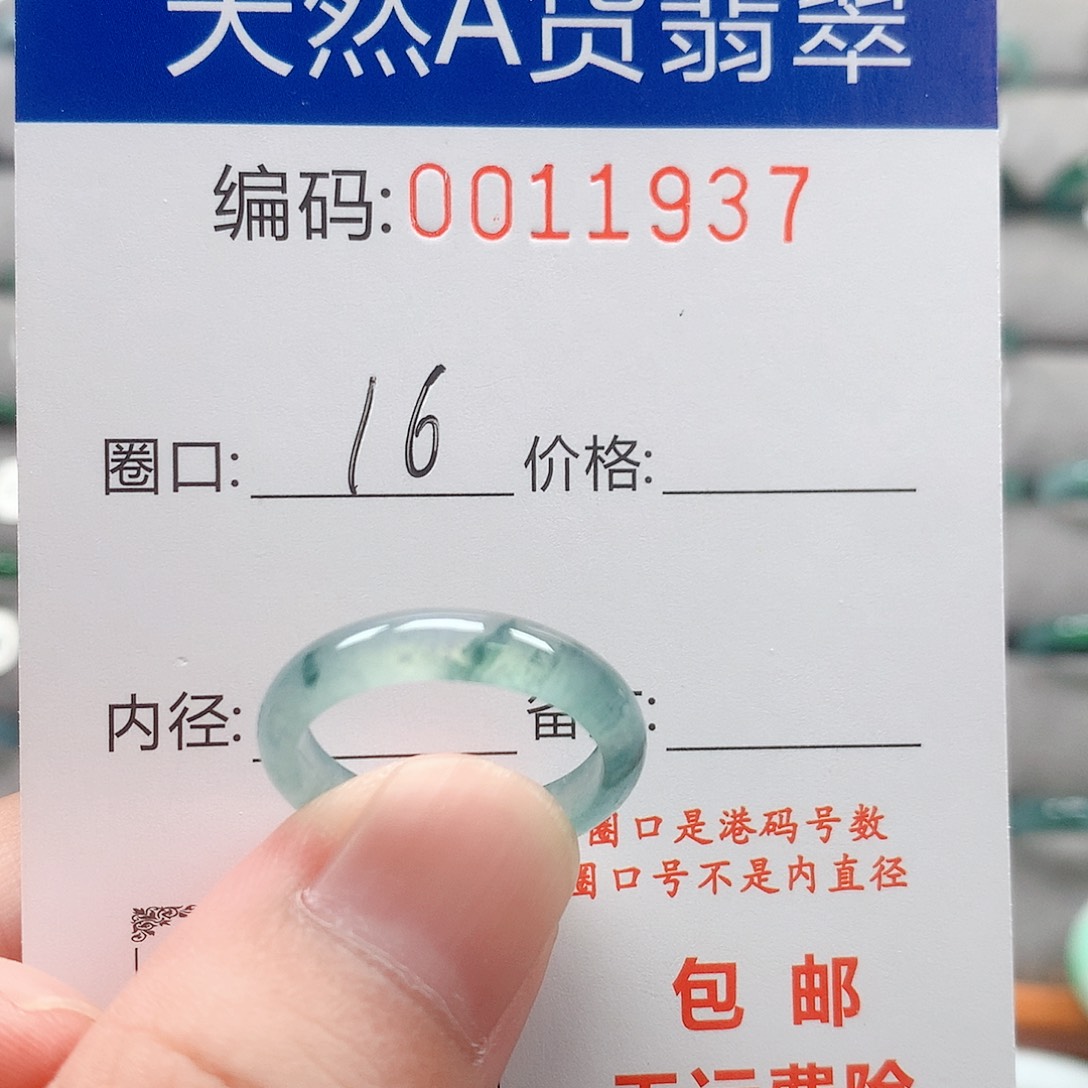 天然A货翡翠
编码:0011937
圈口: 16 价格:
内径: 备 :
圈口是港码号数
圈口号不是内直径
包邮